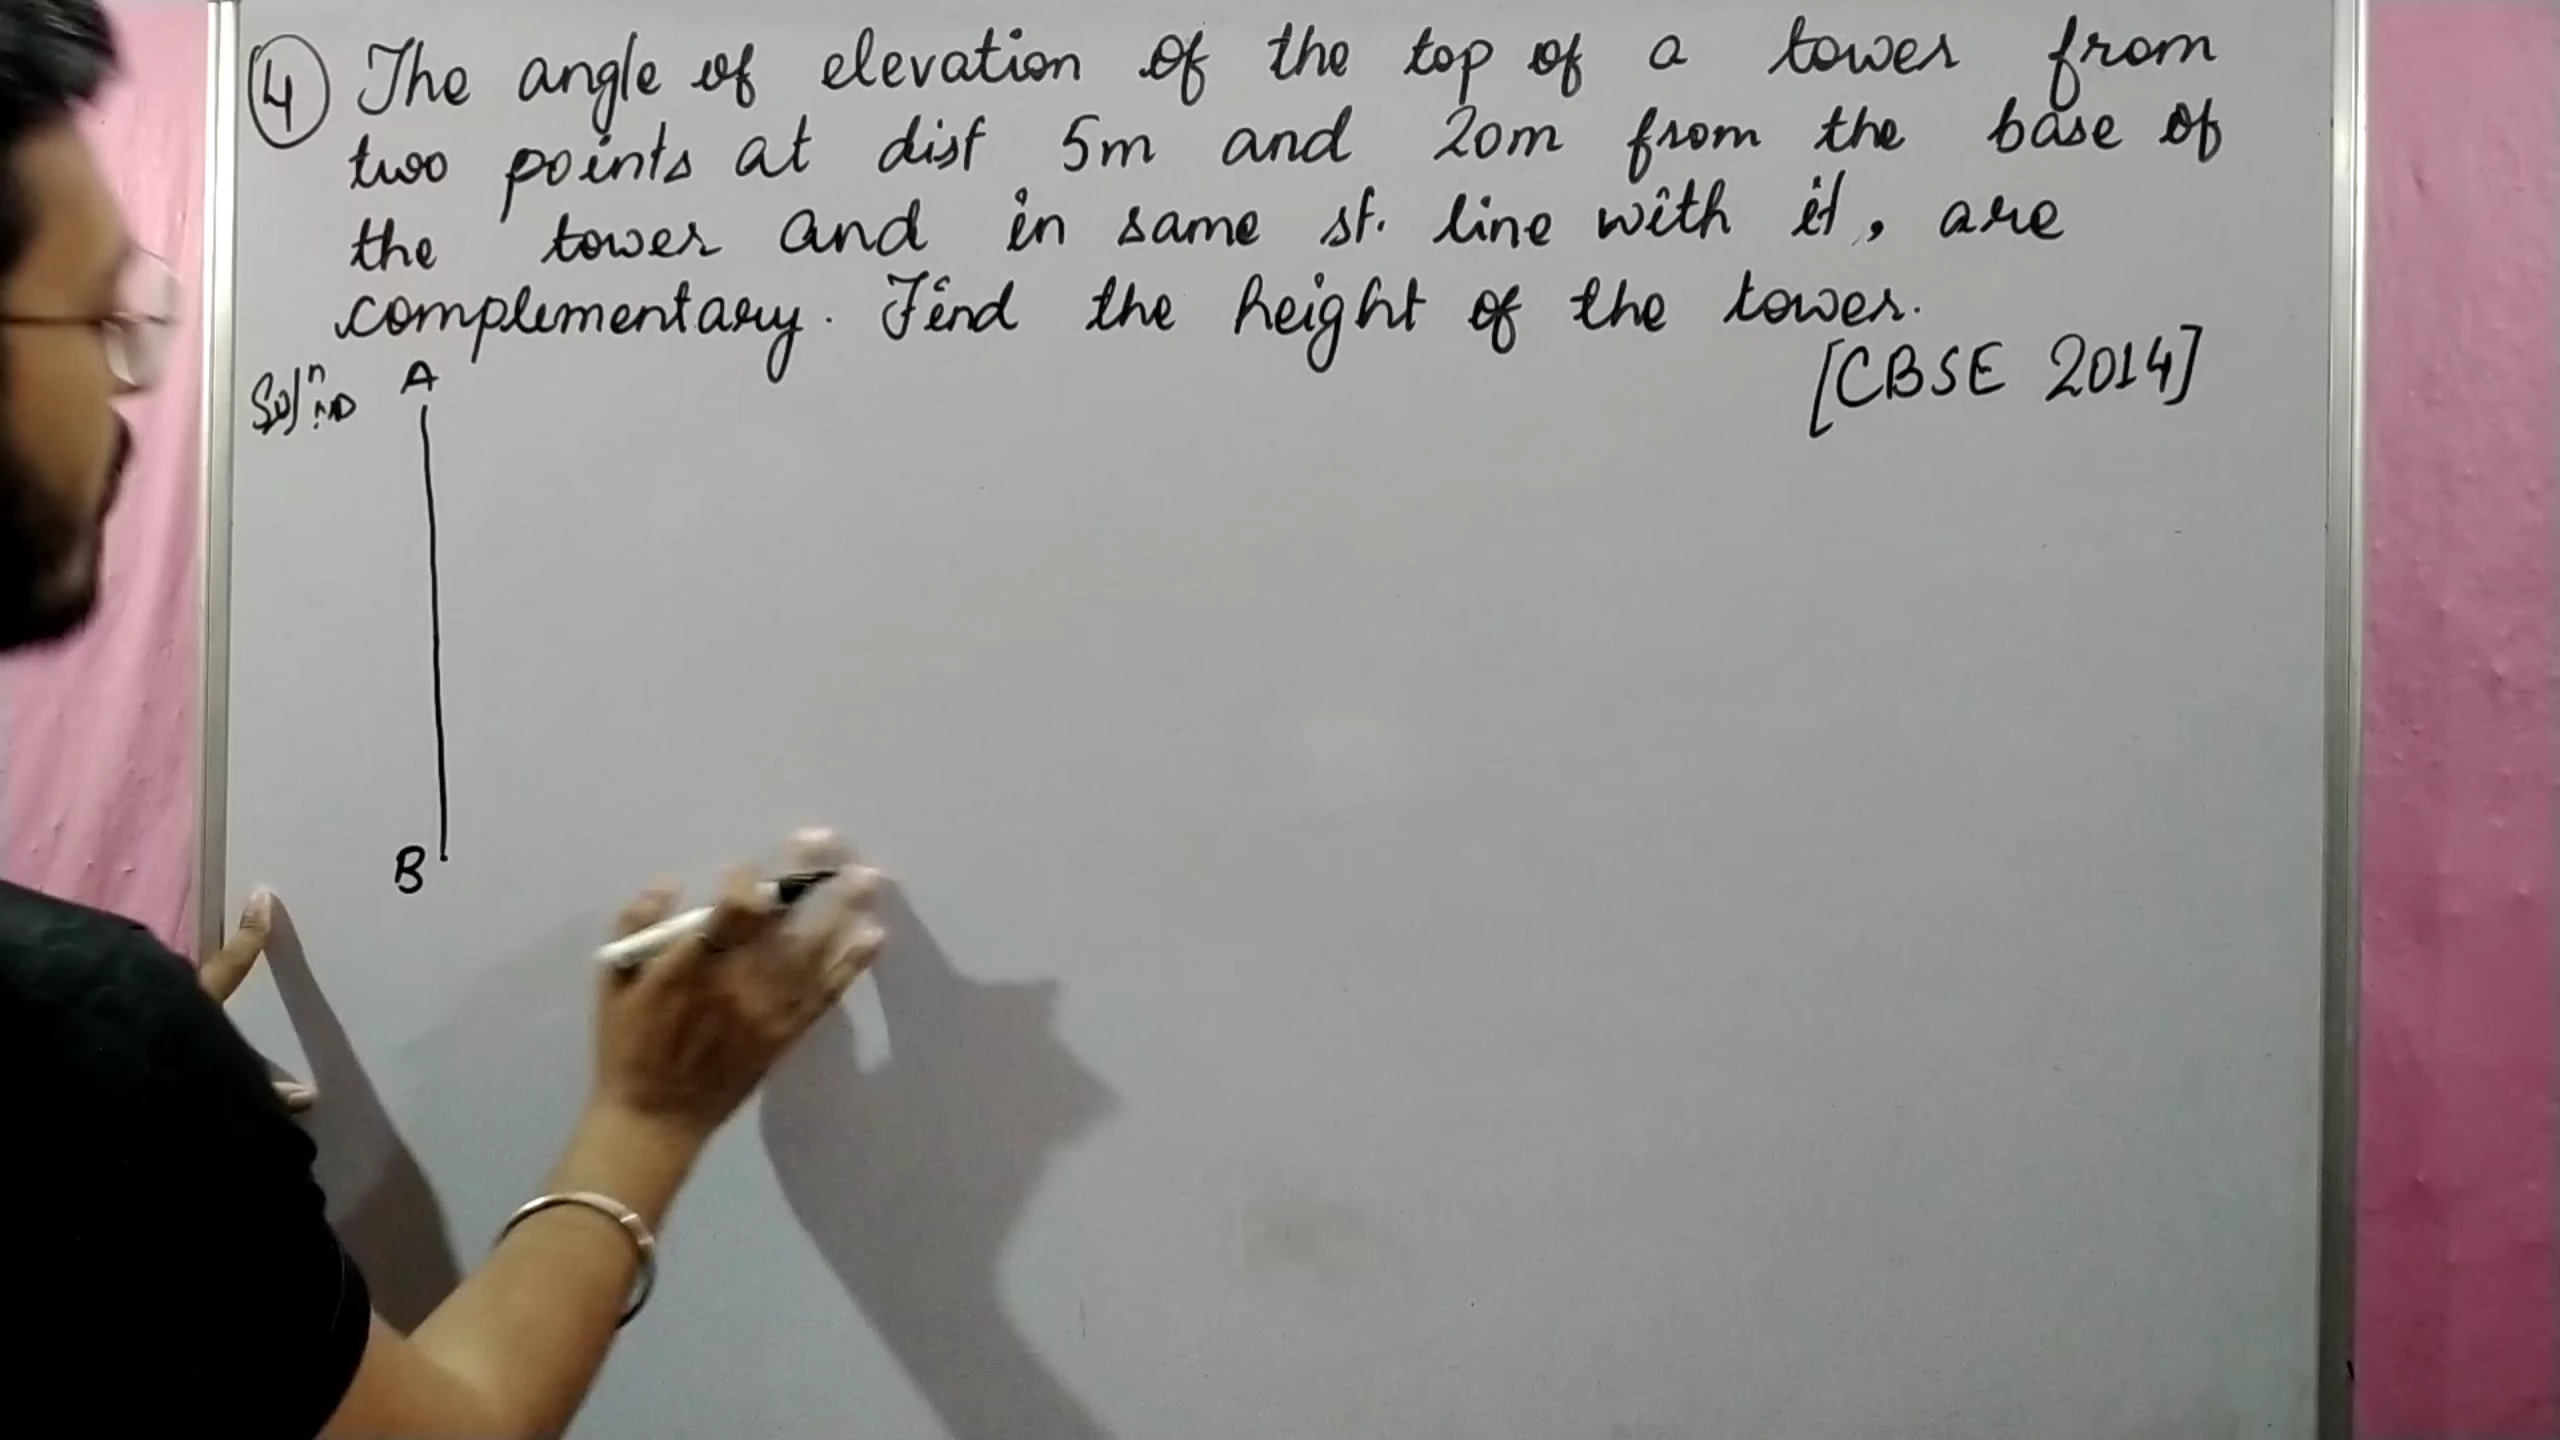 ④ The angle of elevation of the top of a tower from
two points at dist 5m and 20m from the base of
the tower and in same st. line with it, are
complementary. Find the height of the tower.
[CBSE 2014]
Solⁿ:
A
B